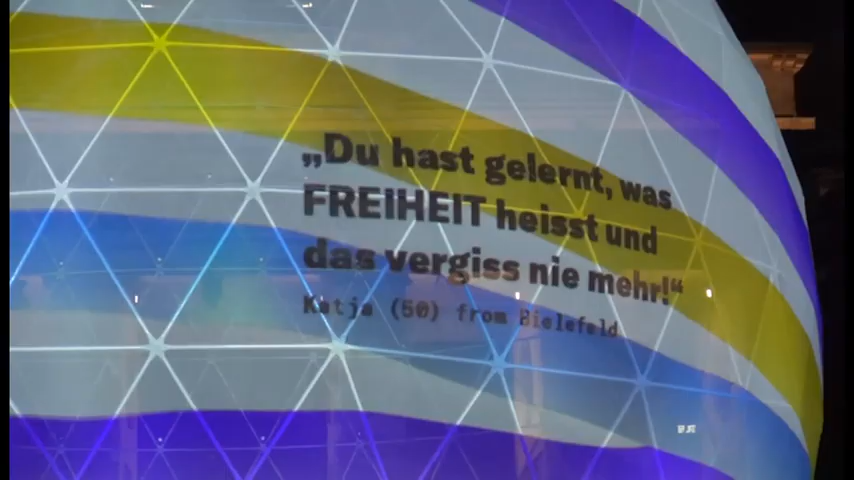 „Du hast gelernt, was
FREIHEIT heisst und
das vergiss nie mehr!“
Katja (50) from Bielefeld